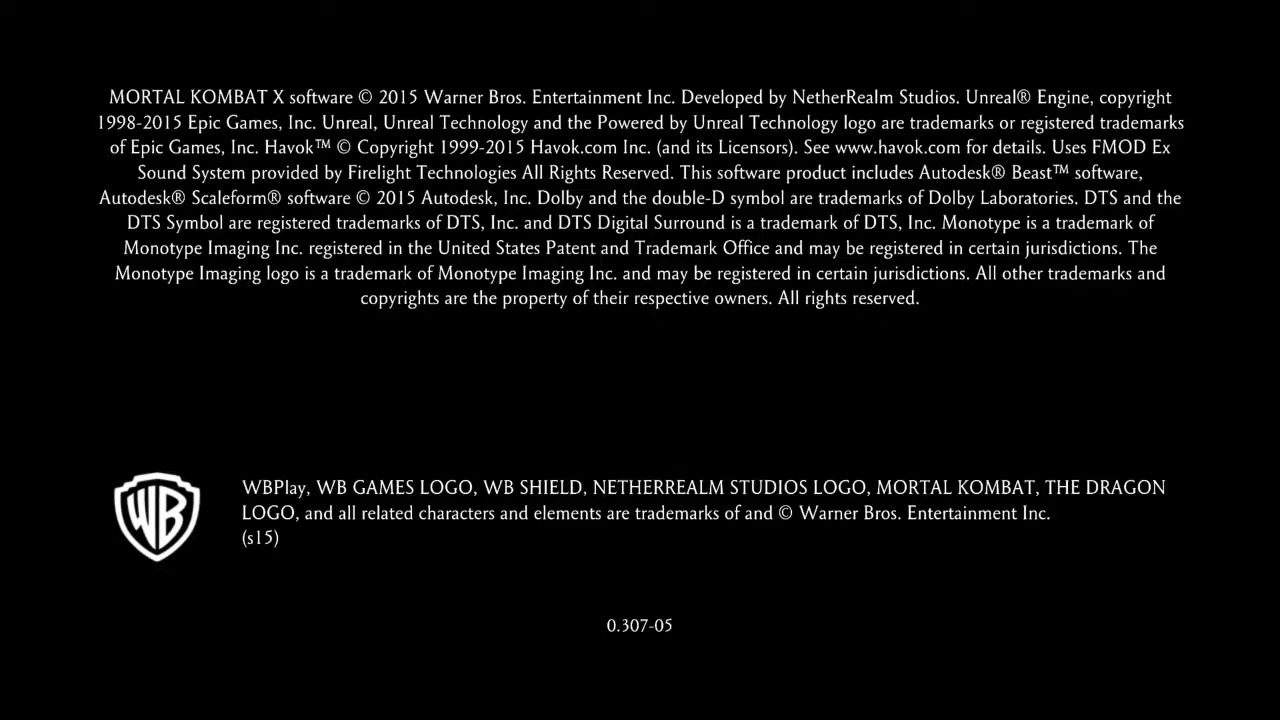 MORTAL KOMBAT X software © 2015 Warner Bros. Entertainment Inc. Developed by NetherRealm Studios. Unreal® Engine, copyright
1998-2015 Epic Games, Inc. Unreal, Unreal Technology and the Powered by Unreal Technology logo are trademarks or registered trademarks
of Epic Games, Inc. Havok™ © Copyright 1999-2015 Havok.com Inc. (and its Licensors). See www.havok.com for details. Uses FMOD Ex
Sound System provided by Firelight Technologies All Rights Reserved. This software product includes Autodesk® Beast™ software,
Autodesk® Scaleform® software © 2015 Autodesk, Inc. Dolby and the double-D symbol are trademarks of Dolby Laboratories. DTS and the
DTS Symbol are registered trademarks of DTS, Inc. and DTS Digital Surround is a trademark of DTS, Inc. Monotype is a trademark of
Monotype Imaging Inc. registered in the United States Patent and Trademark Office and may be registered in certain jurisdictions. The
Monotype Imaging logo is a trademark of Monotype Imaging Inc. and may be registered in certain jurisdictions. All other trademarks and
copyrights are the property of their respective owners. All rights reserved.
WB
WBPlay, WB GAMES LOGO, WB SHIELD, NETHERREALM STUDIOS LOGO, MORTAL KOMBAT, THE DRAGON
LOGO, and all related characters and elements are trademarks of and © Warner Bros. Entertainment Inc.
(s15)
0.307-05